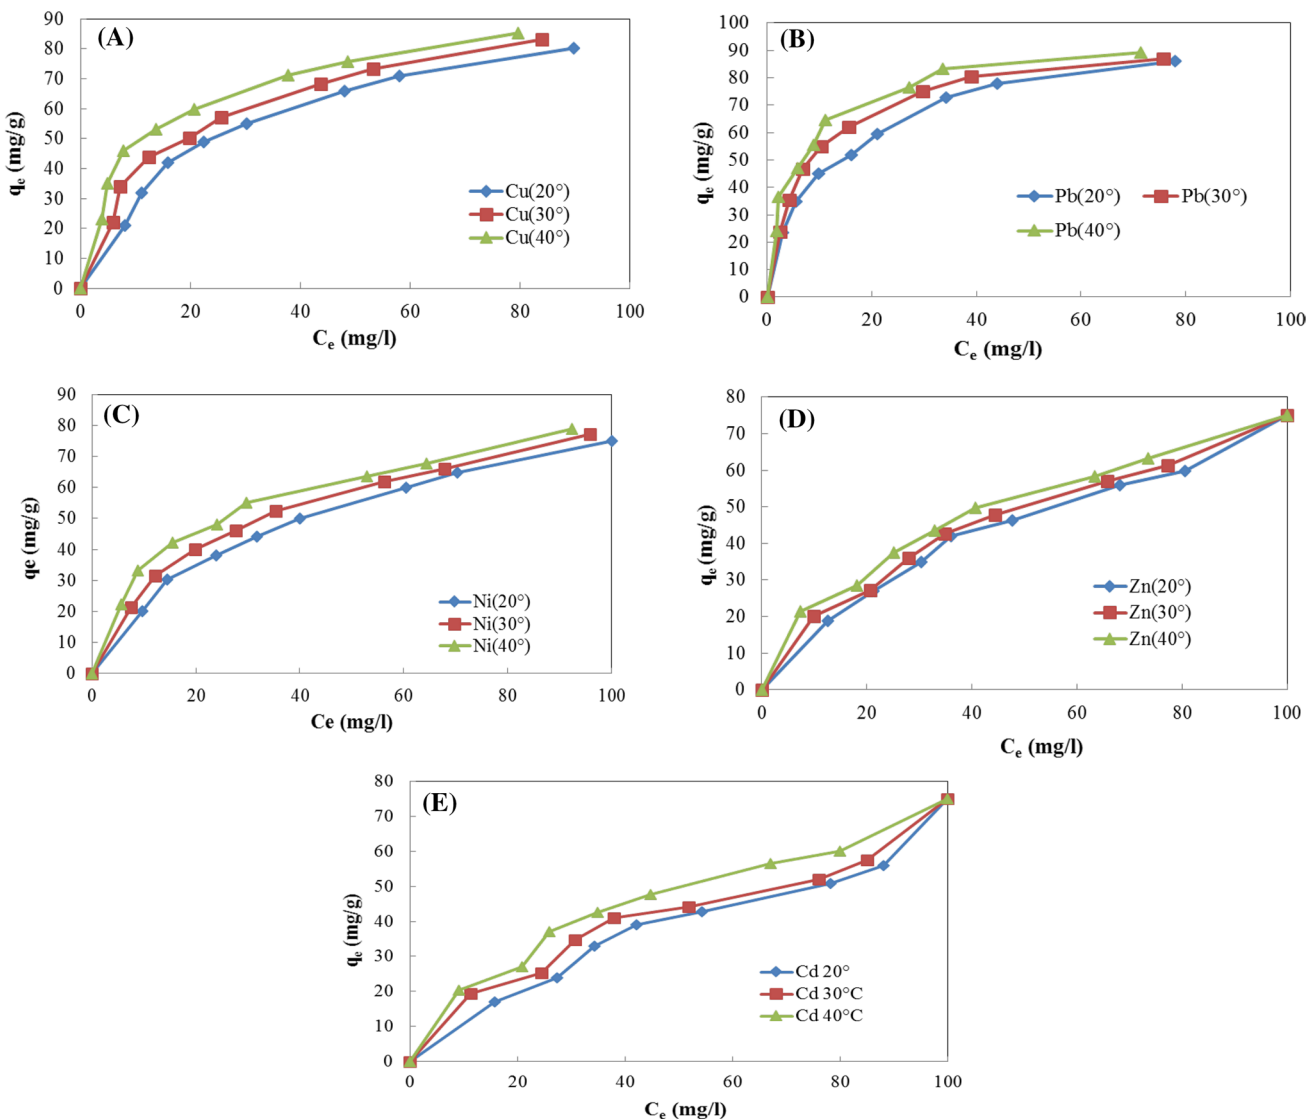 (A)
90
80
70
60
50
40
30
20
10
0
qe (mg/g)
0 20 40 60 80 100
Ce (mg/l)
Cu(20°)
Cu(30°)
Cu(40°)
(B)
100
90
80
70
60
50
40
30
20
10
0
qe (mg/g)
0 20 40 60 80 100
Ce (mg/l)
Pb(20°) Pb(30°)
Pb(40°)
(C)
90
80
70
60
50
40
30
20
10
0
qe (mg/g)
0 20 40 60 80 100
Ce (mg/l)
Ni(20°)
Ni(30°)
Ni(40°)
(D)
80
70
60
50
40
30
20
10
0
qe (mg/g)
0 20 40 60 80 100
Ce (mg/l)
Zn(20°)
Zn(30°)
Zn(40°)
(E)
80
70
60
50
40
30
20
10
0
qe (mg/g)
0 20 40 60 80 100
Ce (mg/l)
Cd 20°
Cd 30°C
Cd 40°C